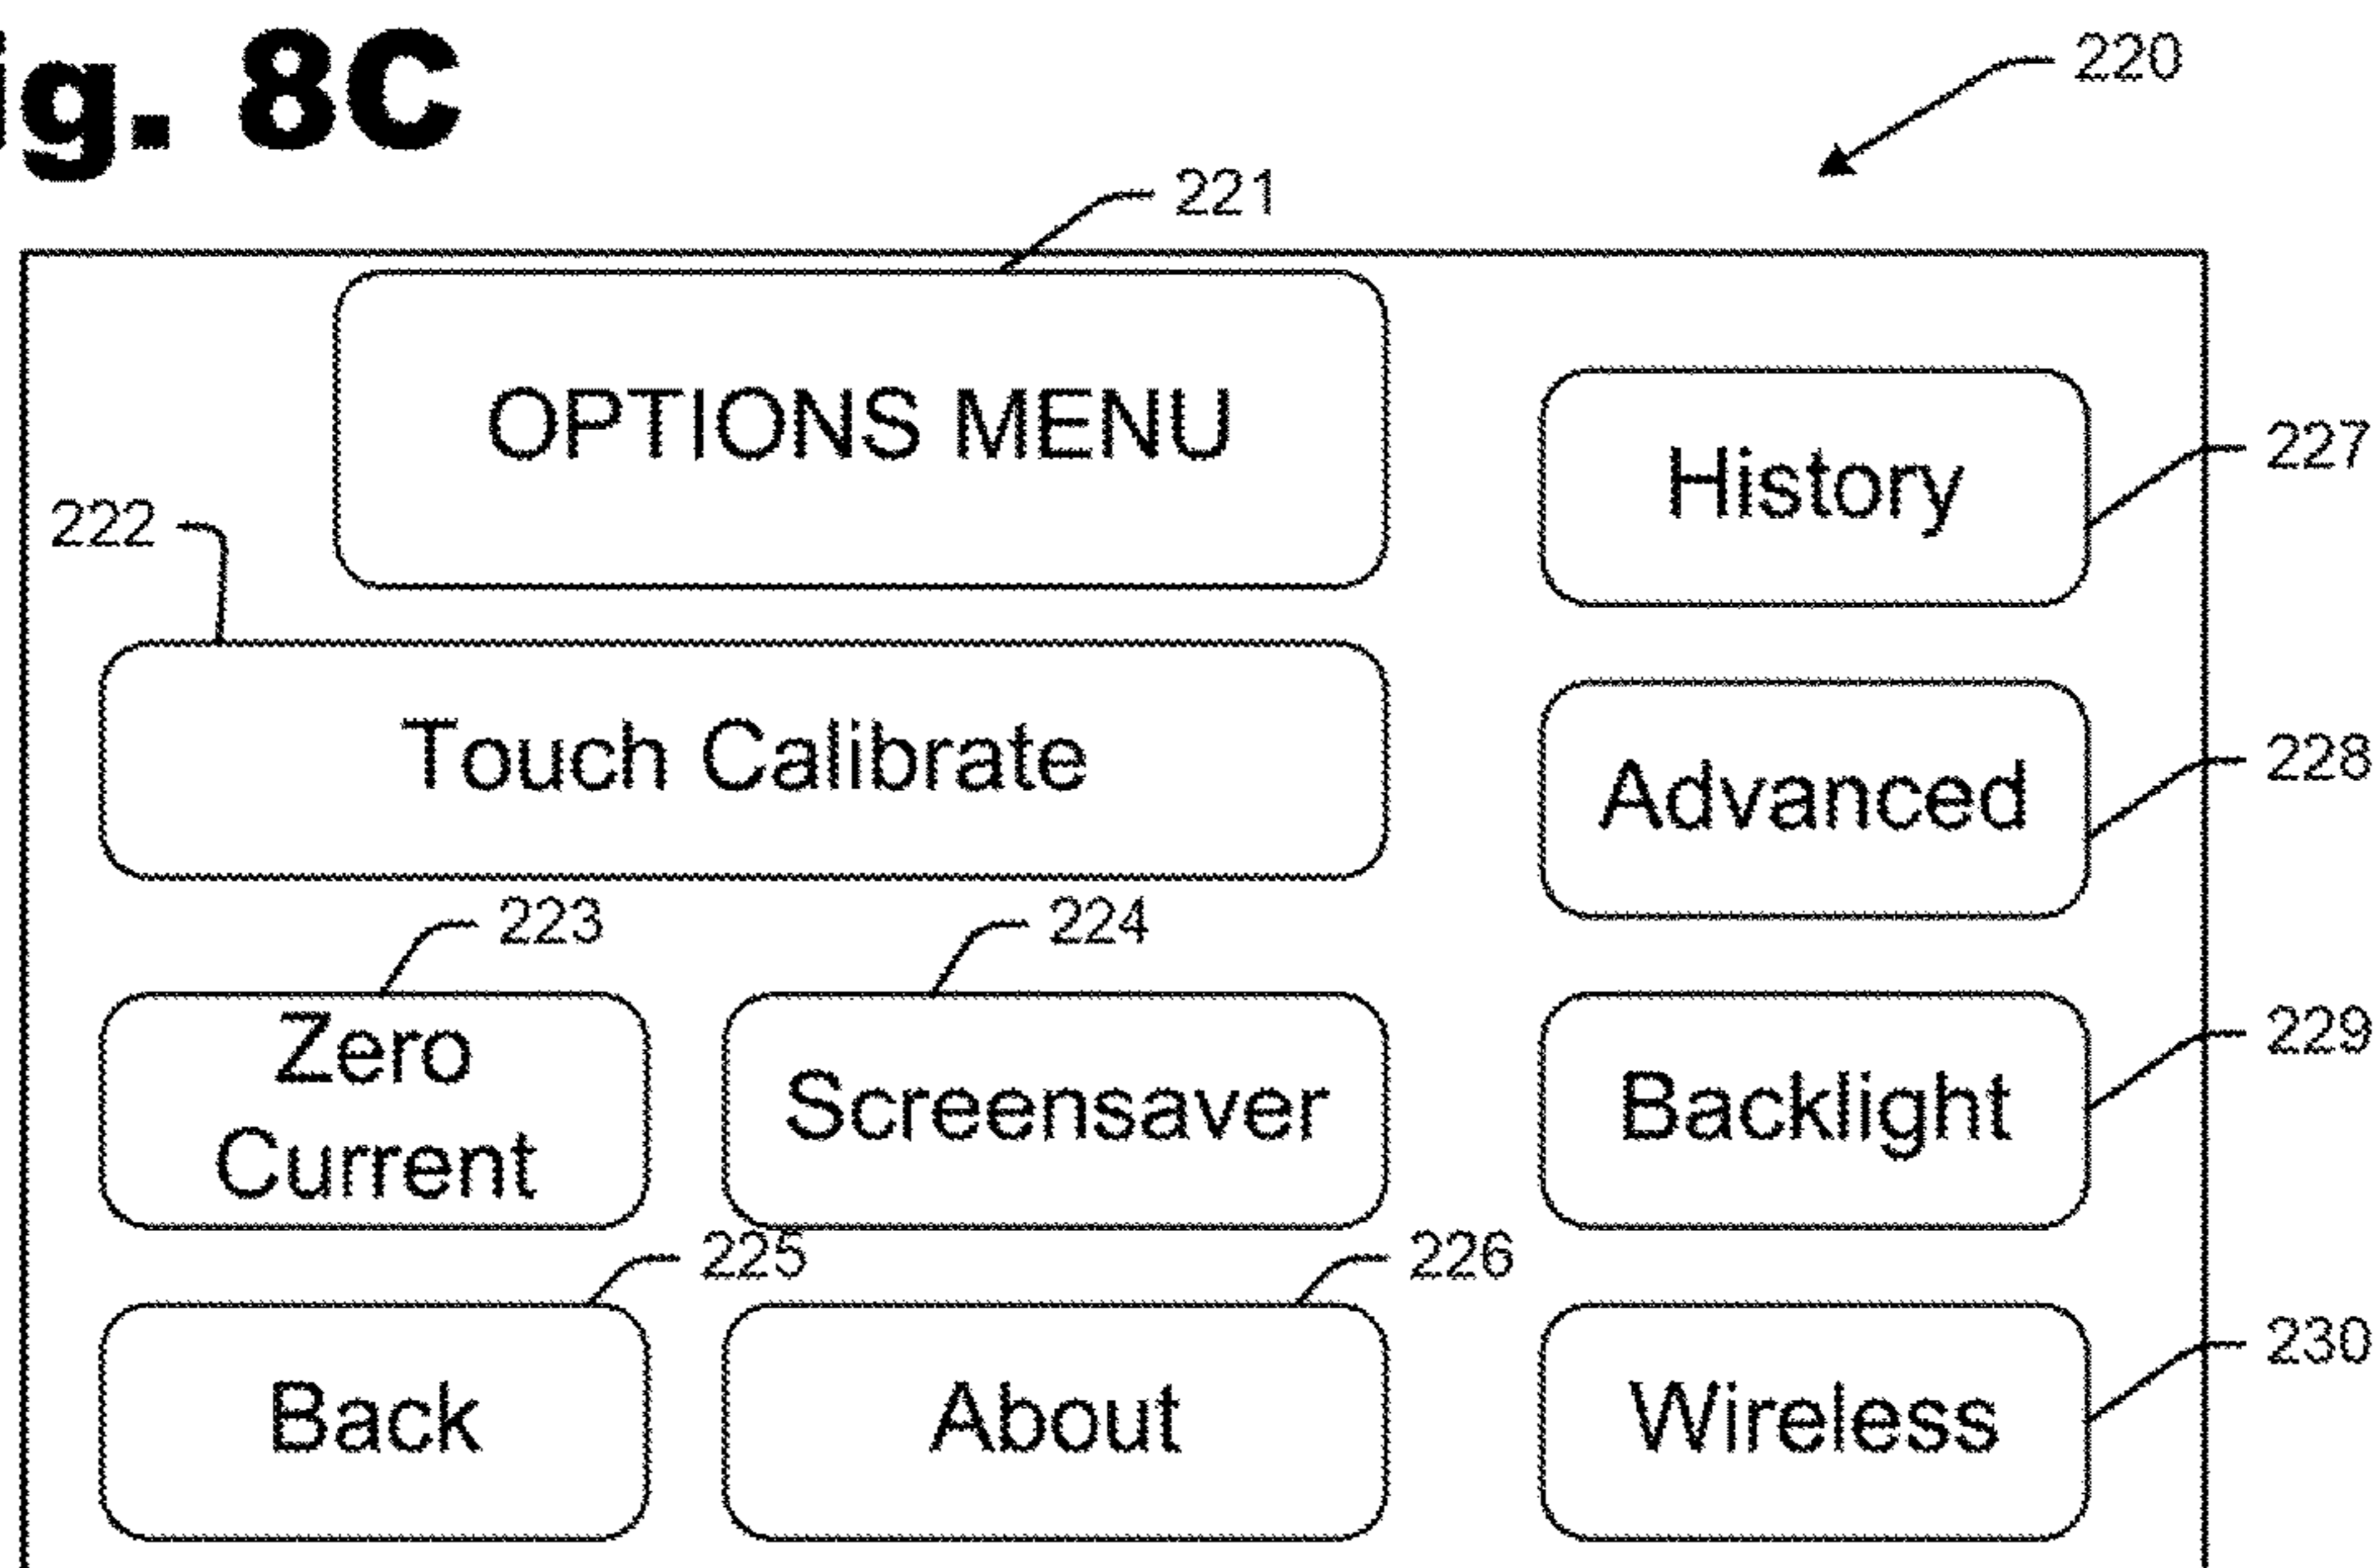 ig. 8C
220
221
OPTIONS MENU
History
227
222
Touch Calibrate
Advanced
228
223
224
Zero
Current
Screensaver
Backlight
229
225
226
Back
About
Wireless
230